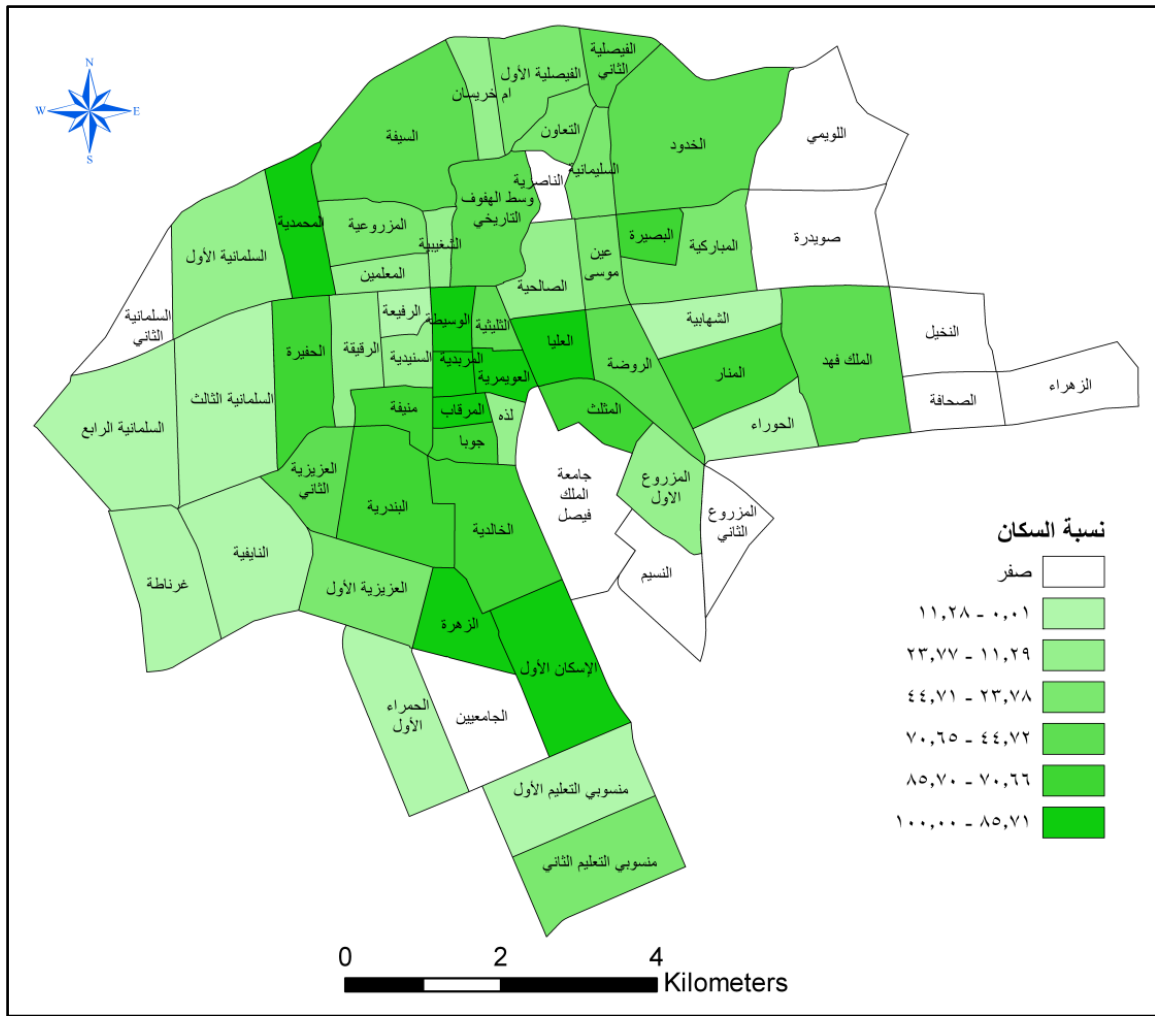 N
W
E
S
الفيصلية
الثاني
الفيصلية الأول
ام خريسان
السيفة
التعاون
الخدود
اللويمي
السليمانية
الناصرية
وسط الهفوف
التاريخي
المحمدية
المزروعية
الشعيبية
البصيرة
المباركية
صويدرة
السلمانية الأول
المعلمين
عين
موسى
الصالحية
السلمانية
الثاني
الرفيعة
الوسيطة
الثليثية
الشهابية
النخيل
الحفيرة
الرقيقة
السنيدية
المربدية
العليا
الروضة
الملك فهد
العويمرية
المنار
الزهراء
الصحافة
السلمانية الثالث
منيفة
المرقاب
لذه
المثلث
الحوراء
السلمانية الرابع
جوبا
العزيزية
الثاني
البندرية
الخالدية
جامعة
الملك
فيصل
المزروع
الاول
المزروع
الثاني
النايفية
غرناطة
العزيزية الأول
النسيم
الزهرة
الإسكان الأول
الحمراء
الأول
الجامعيين
منسوبي التعليم الأول
منسوبي التعليم الثاني
نسبة السكان
صفر
٠,٠١ - ١١,٢٨
١١,٢٩ - ٢٣,٧٧
٢٣,٧٨ - ٤٤,٧١
٤٤,٧٢ - ٧٠,٦٥
٧٠,٦٦ - ٨٥,٧٠
٨٥,٧١ - ١٠٠,٠٠
0 2 4
Kilometers